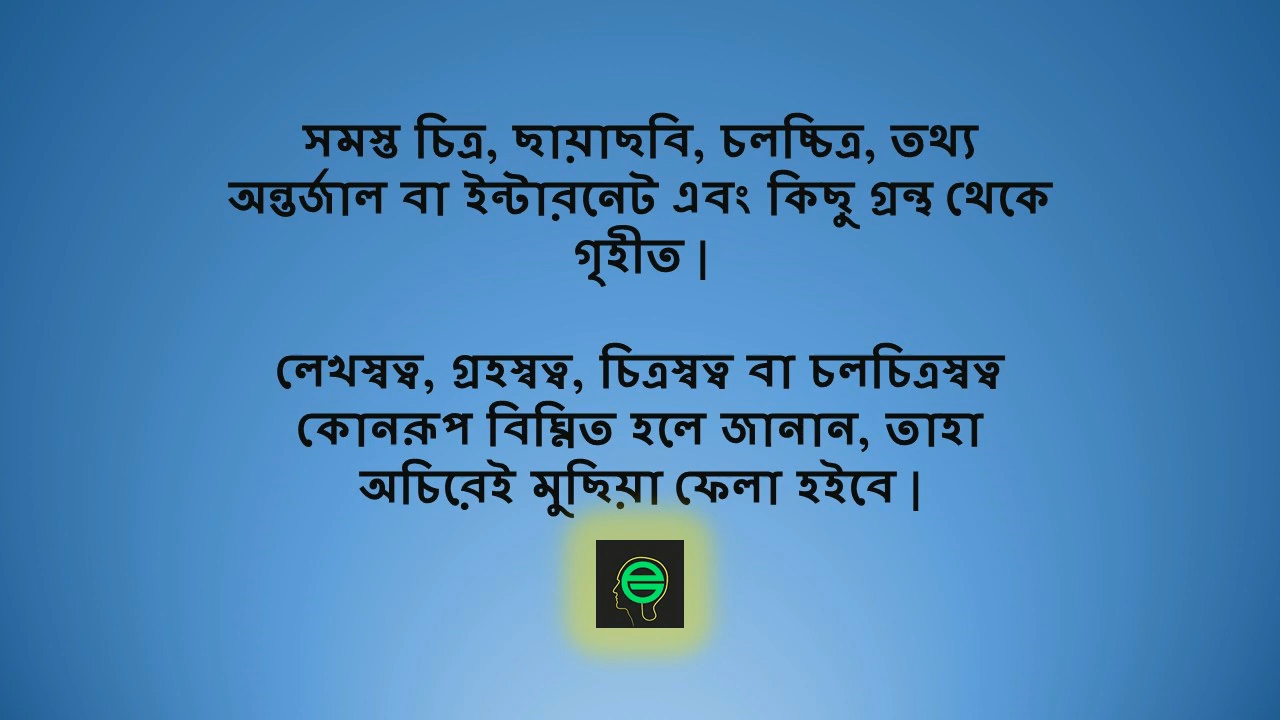 সমস্ত চিত্র, ছায়াছবি, চলচ্চিত্র, তথ্য
অন্তর্জাল বা ইন্টারনেট এবং কিছু গ্রন্থ থেকে
গৃহীত |
লেখস্বত্ব, গ্রহস্বত্ব, চিত্রস্বত্ব বা চলচিত্রস্বত্ব
কোনরূপ বিঘ্নিত হলে জানান, তাহা
অচিরেই মুছিয়া ফেলা হইবে |